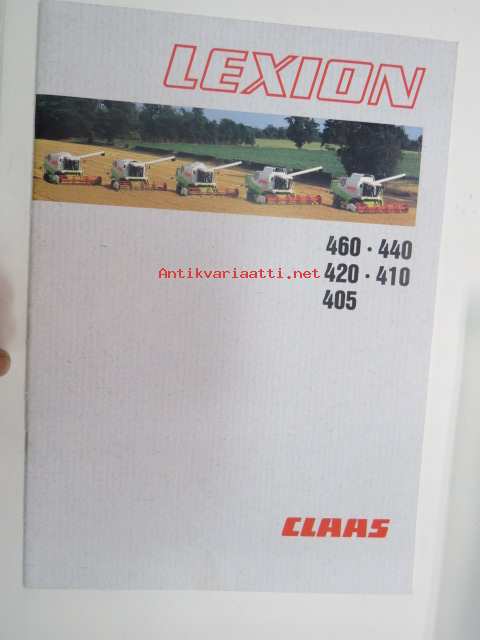 LEXION
460 · 440
Antikvariaatti.net
420 · 410
405
CLAAS